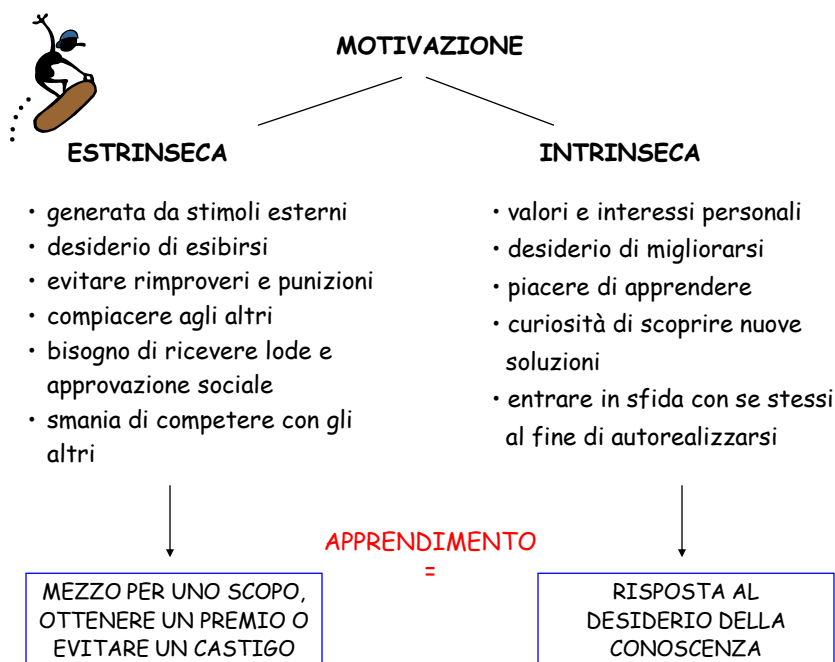 MOTIVAZIONE
ESTRINSECA
• generata da stimoli esterni
• desiderio di esibirsi
• evitare rimproveri e punizioni
• compiacere agli altri
• bisogno di ricevere lode e
approvazione sociale
• smania di competere con gli
altri
INTRINSECA
• valori e interessi personali
• desiderio di migliorarsi
• piacere di apprendere
• curiosità di scoprire nuove
soluzioni
• entrare in sfida con se stessi
al fine di autorealizzarsi
APPRENDIMENTO
=
MEZZO PER UNO SCOPO,
OTTENERE UN PREMIO O
EVITARE UN CASTIGO
RISPOSTA AL
DESIDERIO DELLA
CONOSCENZA